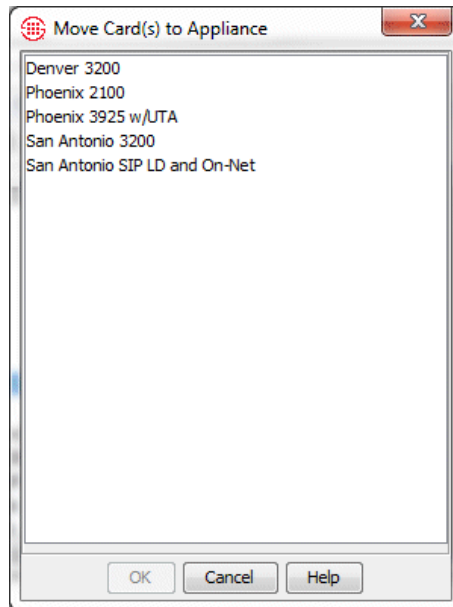 Move Card(s) to Appliance
Denver 3200
Phoenix 2100
Phoenix 3925 w/UTA
San Antonio 3200
San Antonio SIP LD and On-Net
OK Cancel Help